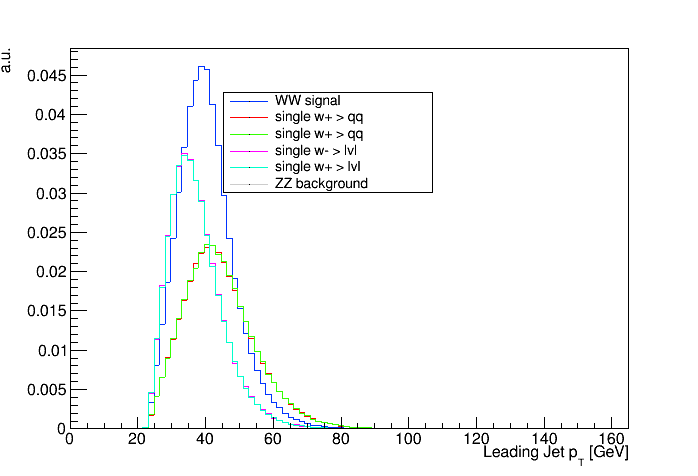 a.u.
0.045
0.04
0.035
0.03
0.025
0.02
0.015
0.01
0.005
0
WW signal
single w+ > qq
single w+ > qq
single w- > lvl
single w+ > lvl
ZZ background
0 20 40 60 80 100 120 140 160
Leading Jet p_T [GeV]